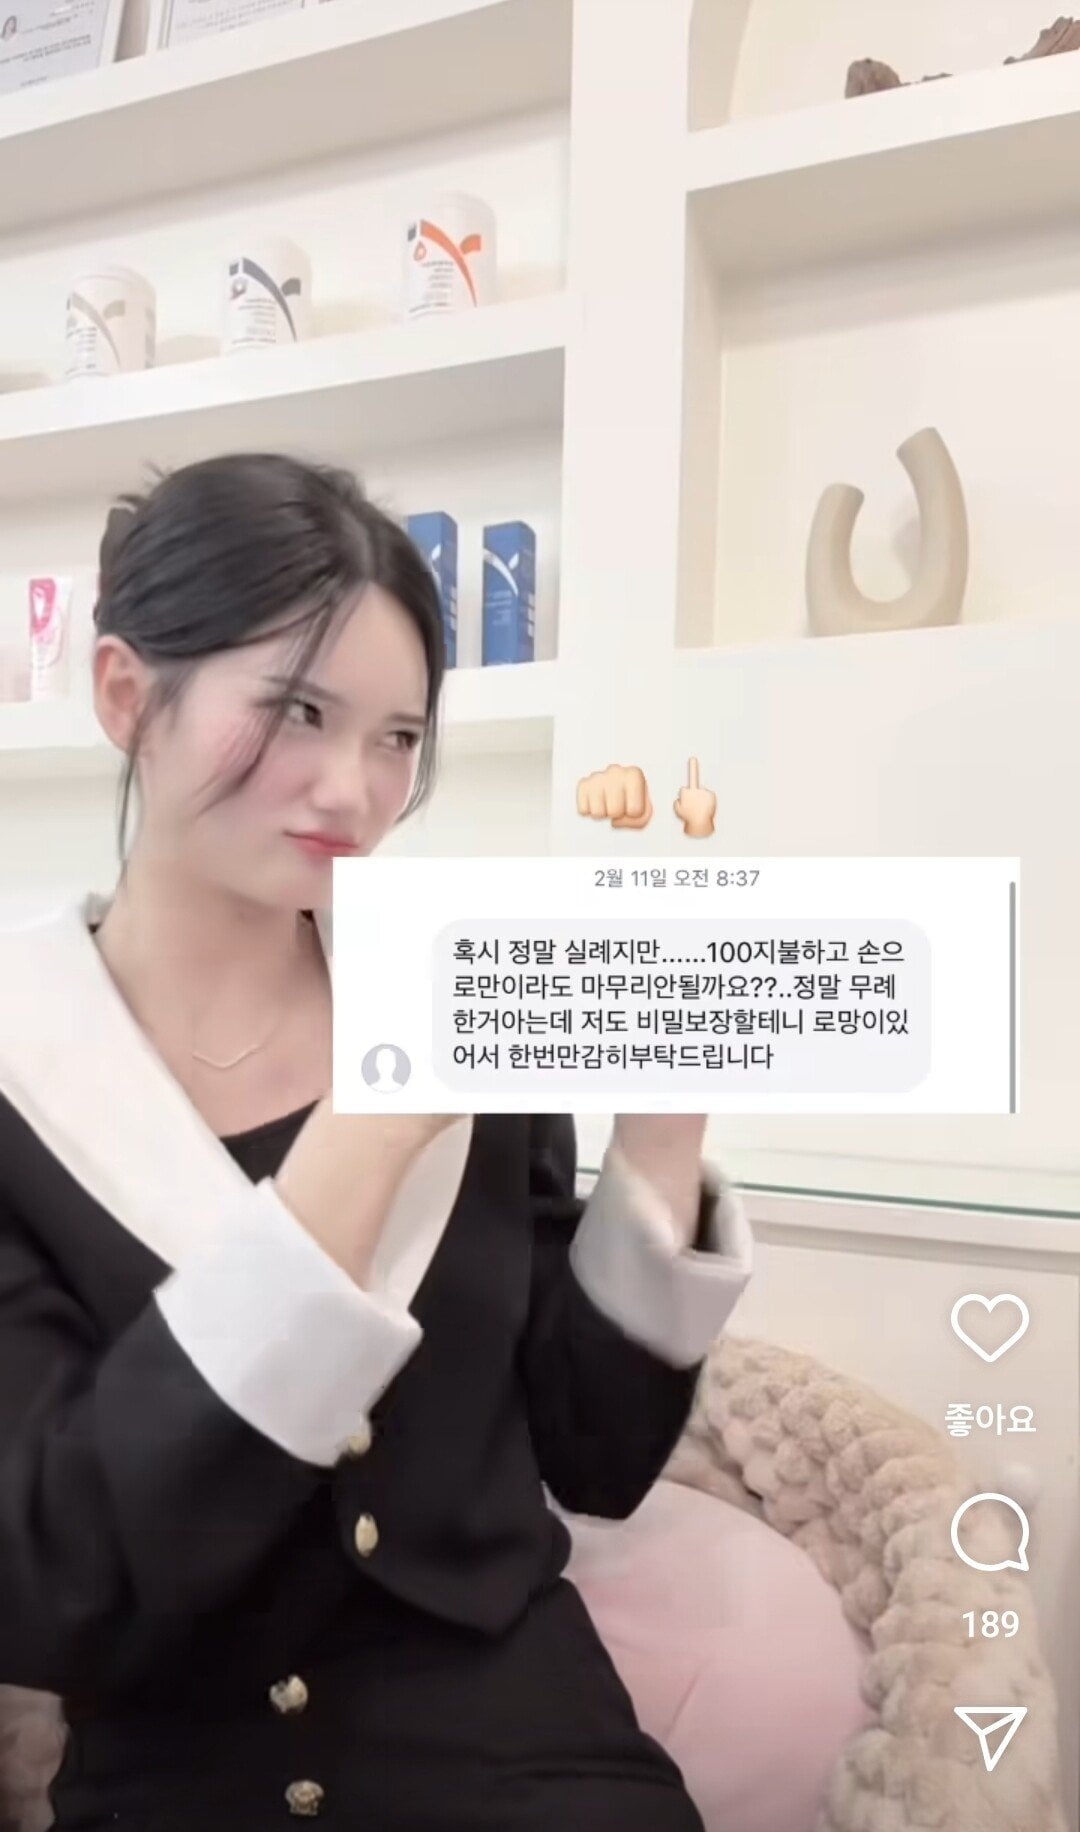 2월 11일 오전 8:37
혹시 정말 실례지만......100지불하고 손으
로만이라도 마무리안될까요??..정말 무례
한거아는데 저도 비밀보장할테니 로망이있
어서 한번만감히부탁드립니다
좋아요
189